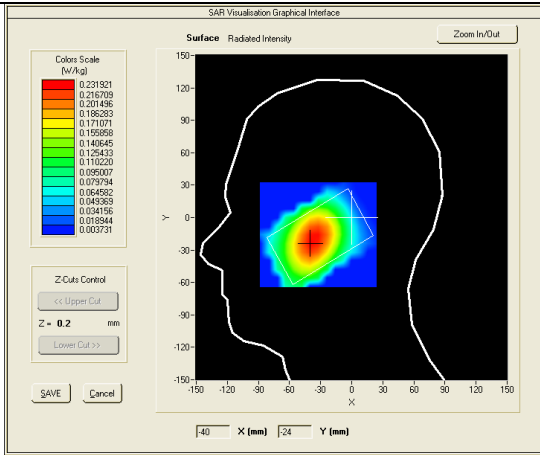 SAR Visualisation Graphical Interface
Surface Radiated Intensity
Zoom In/Out
Colors Scale
(W/kg)
0.231921
0.216709
0.201496
0.186283
0.171071
0.155858
0.140645
0.125433
0.110220
0.095007
0.079794
0.064582
0.049369
0.034156
0.018944
0.003731
Z-Cuts Control
<< Upper Cut
Z = 0.2 mm
Lower Cut >>
SAVE Cancel
150-
120-
90-
60-
30-
0-
-30-
-60-
-90-
-120-
-150-
Y
-150 -120 -90 -60 -30 0 30 60 90 120 150
X
-40 X (mm) -24 Y (mm)